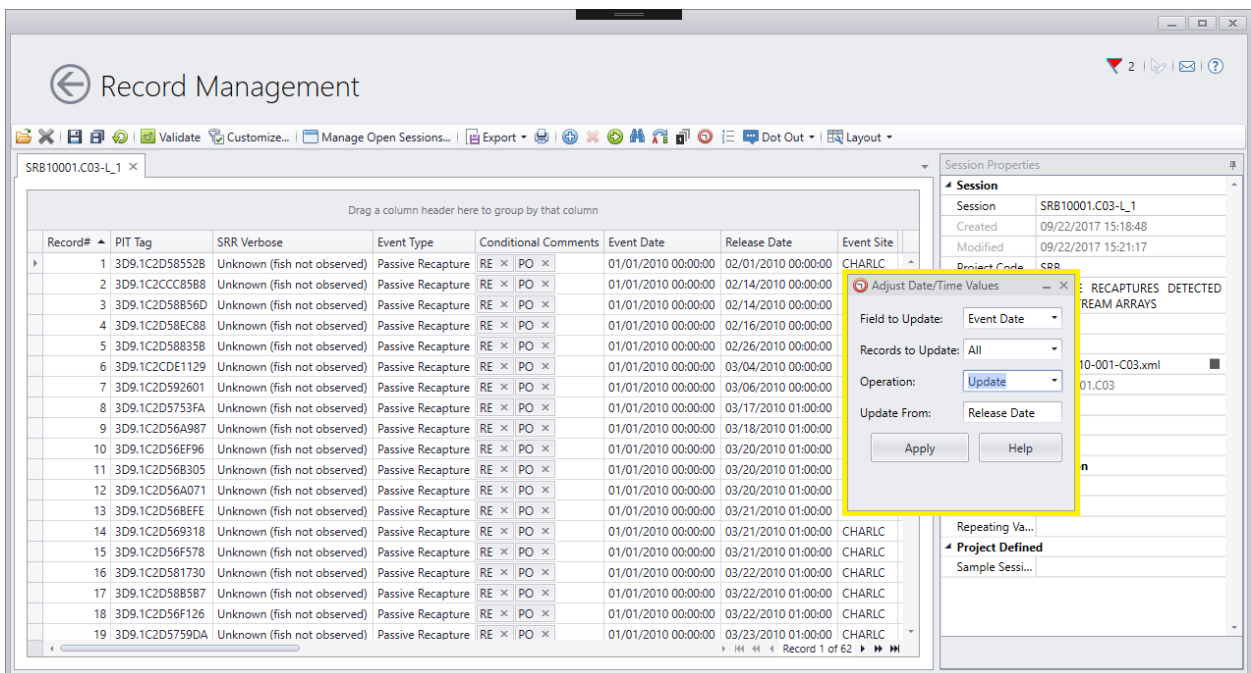 2
Record Management
Validate Customize... Manage Open Sessions... Export Dot Out Layout
SRB10001.C03-L_1
Session Properties
Drag a column header here to group by that column
Record# PIT Tag SRR Verbose Event Type Conditional Comments Event Date Release Date Event Site
1 3D9.1C2D58552B Unknown (fish not observed) Passive Recapture RE × PO × 01/01/2010 00:00:00 02/01/2010 00:00:00 CHARLC
2 3D9.1C2CCC85B8 Unknown (fish not observed) Passive Recapture RE × PO × 01/01/2010 00:00:00 02/14/2010 00:00:00
3 3D9.1C2D58B56D Unknown (fish not observed) Passive Recapture RE × PO × 01/01/2010 00:00:00 02/14/2010 00:00:00
4 3D9.1C2D58EC88 Unknown (fish not observed) Passive Recapture RE × PO × 01/01/2010 00:00:00 02/16/2010 00:00:00
5 3D9.1C2D58835B Unknown (fish not observed) Passive Recapture RE × PO × 01/01/2010 00:00:00 02/26/2010 00:00:00
6 3D9.1C2CDE1129 Unknown (fish not observed) Passive Recapture RE × PO × 01/01/2010 00:00:00 03/04/2010 00:00:00
7 3D9.1C2D592601 Unknown (fish not observed) Passive Recapture RE × PO × 01/01/2010 00:00:00 03/06/2010 00:00:00
8 3D9.1C2D5753FA Unknown (fish not observed) Passive Recapture RE × PO × 01/01/2010 00:00:00 03/17/2010 01:00:00
9 3D9.1C2D56A987 Unknown (fish not observed) Passive Recapture RE × PO × 01/01/2010 00:00:00 03/18/2010 01:00:00
10 3D9.1C2D56EF96 Unknown (fish not observed) Passive Recapture RE × PO × 01/01/2010 00:00:00 03/20/2010 01:00:00
11 3D9.1C2D56B305 Unknown (fish not observed) Passive Recapture RE × PO × 01/01/2010 00:00:00 03/20/2010 01:00:00
12 3D9.1C2D56A071 Unknown (fish not observed) Passive Recapture RE × PO × 01/01/2010 00:00:00 03/20/2010 01:00:00
13 3D9.1C2D56BEFE Unknown (fish not observed) Passive Recapture RE × PO × 01/01/2010 00:00:00 03/21/2010 01:00:00
14 3D9.1C2D569318 Unknown (fish not observed) Passive Recapture RE × PO × 01/01/2010 00:00:00 03/21/2010 01:00:00 CHARLC
15 3D9.1C2D56F578 Unknown (fish not observed) Passive Recapture RE × PO × 01/01/2010 00:00:00 03/21/2010 01:00:00 CHARLC
16 3D9.1C2D581730 Unknown (fish not observed) Passive Recapture RE × PO × 01/01/2010 00:00:00 03/22/2010 01:00:00 CHARLC
17 3D9.1C2D58B5B7 Unknown (fish not observed) Passive Recapture RE × PO × 01/01/2010 00:00:00 03/22/2010 01:00:00 CHARLC
18 3D9.1C2D56F126 Unknown (fish not observed) Passive Recapture RE × PO × 01/01/2010 00:00:00 03/22/2010 01:00:00 CHARLC
19 3D9.1C2D5759DA Unknown (fish not observed) Passive Recapture RE × PO × 01/01/2010 00:00:00 03/23/2010 01:00:00 CHARLC
Record 1 of 62
Adjust Date/Time Values
Field to Update: Event Date
Records to Update: All
Operation: Update
Update From: Release Date
Apply Help
Session
Session SRB10001.C03-L_1
Created 09/22/2017 15:18:48
Modified 09/22/2017 15:21:17
Project Code SRB
RECAPTURES DETECTED
REAM ARRAYS
10-001-C03.xml
01.C03
n
Repeating Va...
Project Defined
Sample Sessi...